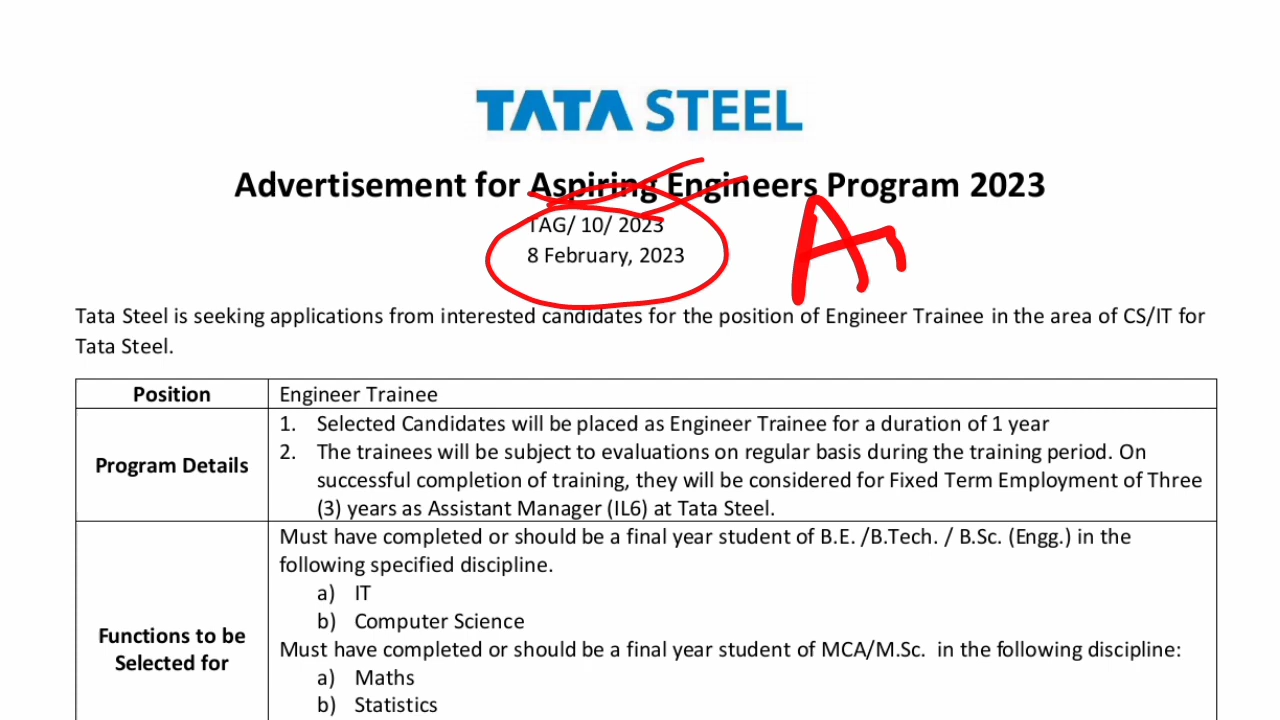 TATA STEEL
Advertisement for Aspiring Engineers Program 2023
TAG/ 10/ 2023
8 February, 2023
A
Tata Steel is seeking applications from interested candidates for the position of Engineer Trainee in the area of CS/IT for
Tata Steel.
Position
Engineer Trainee
Program Details
1. Selected Candidates will be placed as Engineer Trainee for a duration of 1 year
2. The trainees will be subject to evaluations on regular basis during the training period. On
successful completion of training, they will be considered for Fixed Term Employment of Three
(3) years as Assistant Manager (IL6) at Tata Steel.
Functions to be
Selected for
Must have completed or should be a final year student of B.E. /B.Tech. / B.Sc. (Engg.) in the
following specified discipline.
a) IT
b) Computer Science
Must have completed or should be a final year student of MCA/M.Sc. in the following discipline:
a) Maths
b) Statistics